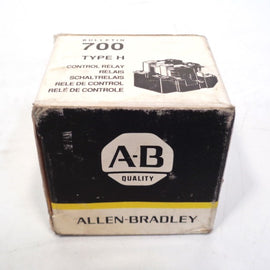 BULLETIN
700
TYPE H
CONTROL RELAY
RELAIS
SCHALTRELAIS
RELE DE CONTROL
RELÉ DE CONTROLE
A-B
QUALITY
ALLEN-BRADLEY